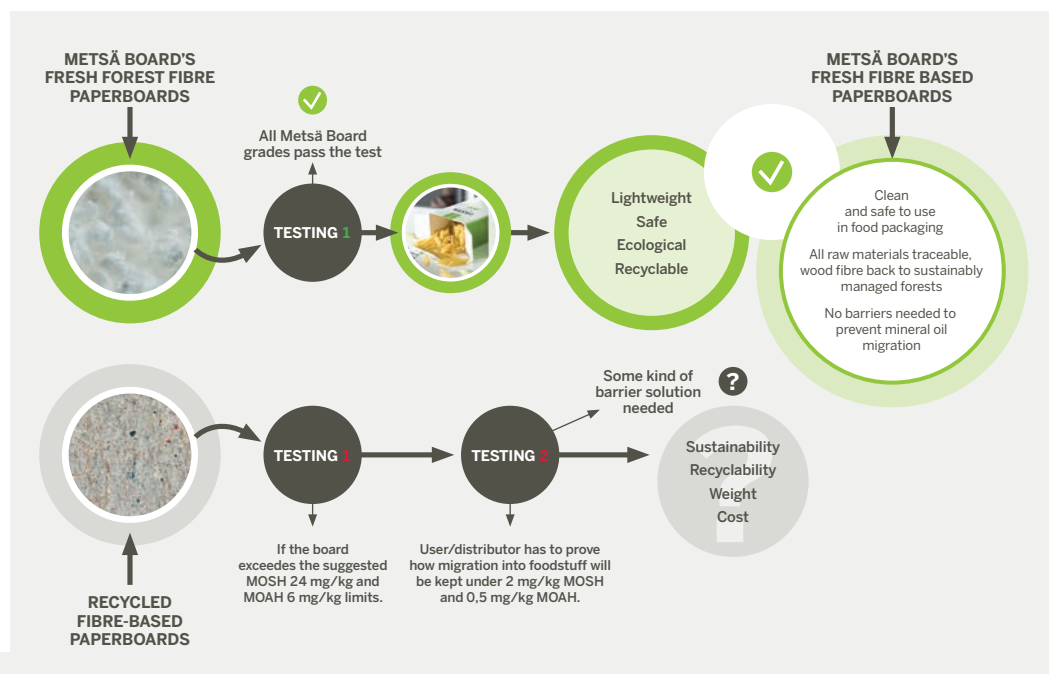 METSÄ BOARD'S
FRESH FOREST FIBRE
PAPERBOARDS
All Metsä Board
grades pass the test
TESTING 1
Lightweight
Safe
Ecological
Recyclable
METSÄ BOARD'S
FRESH FIBRE BASED
PAPERBOARDS
Clean
and safe to use
in food packaging
All raw materials traceable,
wood fibre back to sustainably
managed forests
No barriers needed to
prevent mineral oil
migration
RECYCLED
FIBRE-BASED
PAPERBOARDS
TESTING 1
If the board
exceedes the suggested
MOSH 24 mg/kg and
MOAH 6 mg/kg limits.
TESTING 2
User/distributor has to prove
how migration into foodstuff will
be kept under 2 mg/kg MOSH
and 0,5 mg/kg MOAH.
Some kind of
barrier solution
needed
?
?
Sustainability
Recyclability
Weight
Cost